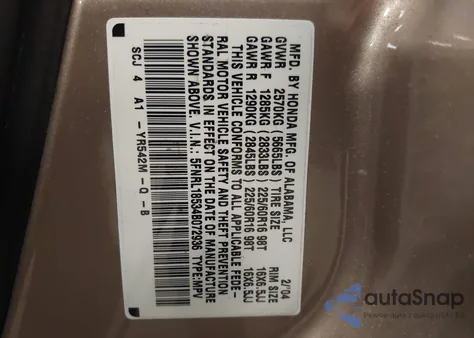 MFD. BY HONDA MFG. OF ALABAMA, LLC 2/'04
GVWR 2570KG (5665LBS) TIRE SIZE RIM SIZE
GAWR F 1285KG (2833LBS) 225/60R16 98T 16X6.5JJ
GAWR R 1290KG (2845LBS) 225/60R16 98T 16X6.5JJ
THIS VEHICLE CONFORMS TO ALL APPLICABLE FEDE-
RAL MOTOR VEHICLE SAFETY AND THEFT PREVENTION
STANDARDS IN EFFECT ON THE DATE OF MANUFACTURE
SHOWN ABOVE. V.I.N.: 5FNRL18534B072936 TYPE:MPV
SCJ 4 A1 - YR542M - Q - B
autoSnap